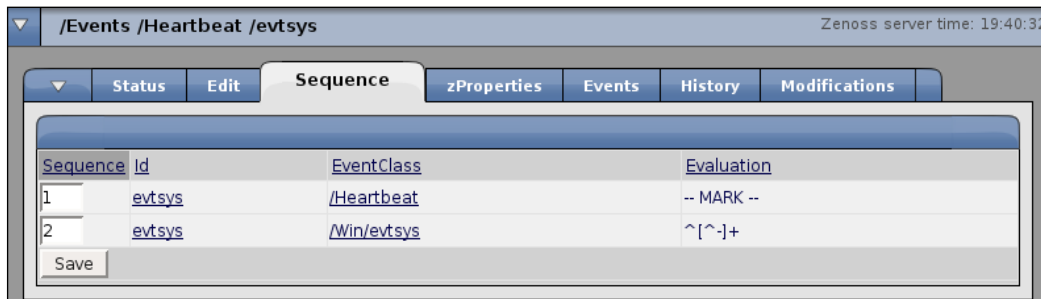 /Events /Heartbeat /evtsys Zenoss server time: 19:40:32
Status Edit Sequence zProperties Events History Modifications
Sequence Id EventClass Evaluation
1 evtsys /Heartbeat -- MARK --
2 evtsys /Win/evtsys ^[^-]+
Save